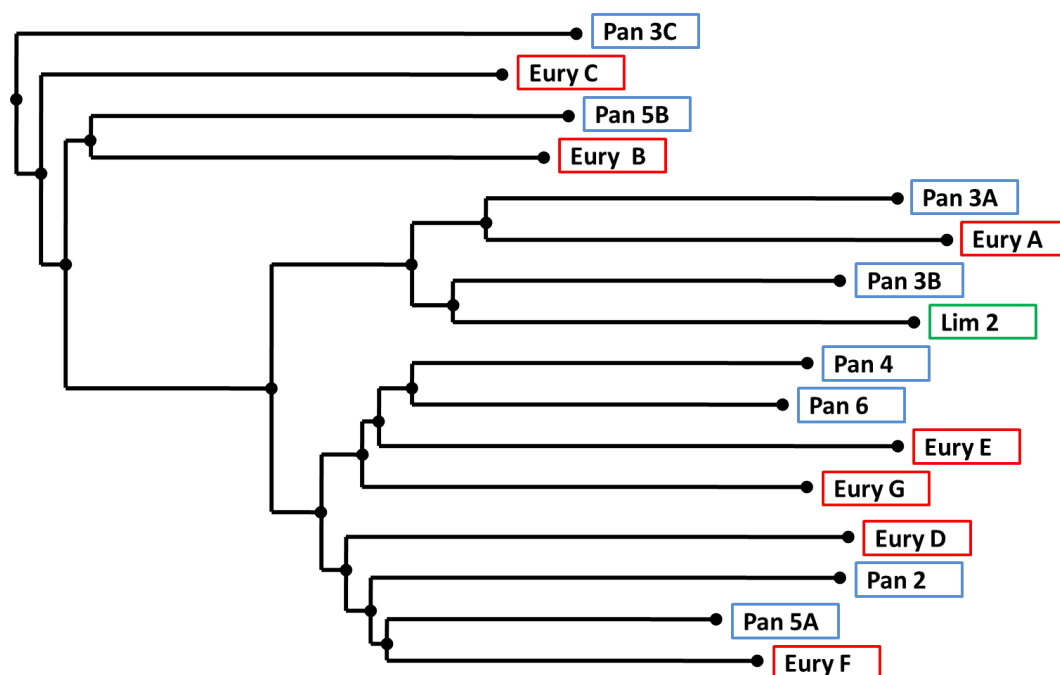 Pan 3C
Eury C
Pan 5B
Eury B
Pan 3A
Eury A
Pan 3B
Lim 2
Pan 4
Pan 6
Eury E
Eury G
Eury D
Pan 2
Pan 5A
Eury F